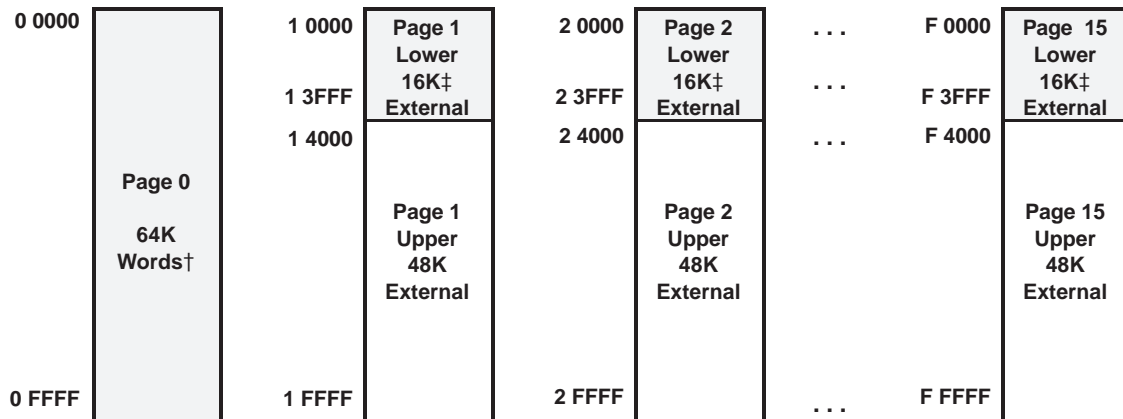 0 0000
1 0000
Page 1
Lower
16K‡
External
2 0000
Page 2
Lower
16K‡
External
. . .
F 0000
Page 15
Lower
16K‡
External
1 3FFF
2 3FFF
. . .
F 3FFF
1 4000
2 4000
. . .
F 4000
Page 0
64K
Words†
Page 1
Upper
48K
External
Page 2
Upper
48K
External
Page 15
Upper
48K
External
0 FFFF
1 FFFF
2 FFFF
. . .
F FFFF